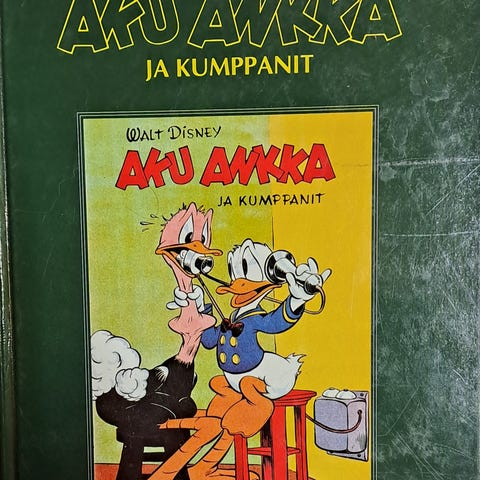 AKU ANKKA
JA KUMPPANIT
WALT DISNEY
AKU ANKKA
JA KUMPPANIT